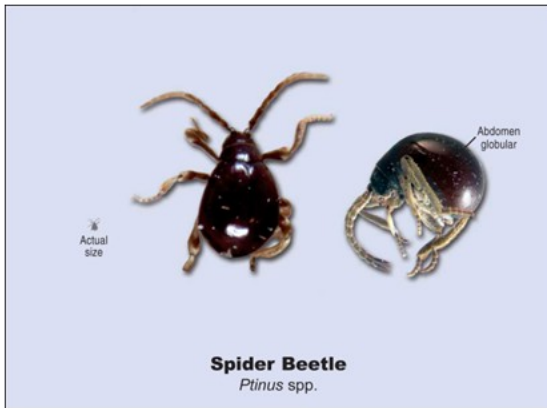 Abdomen
globular
Actual
size
Spider Beetle
Ptinus spp.